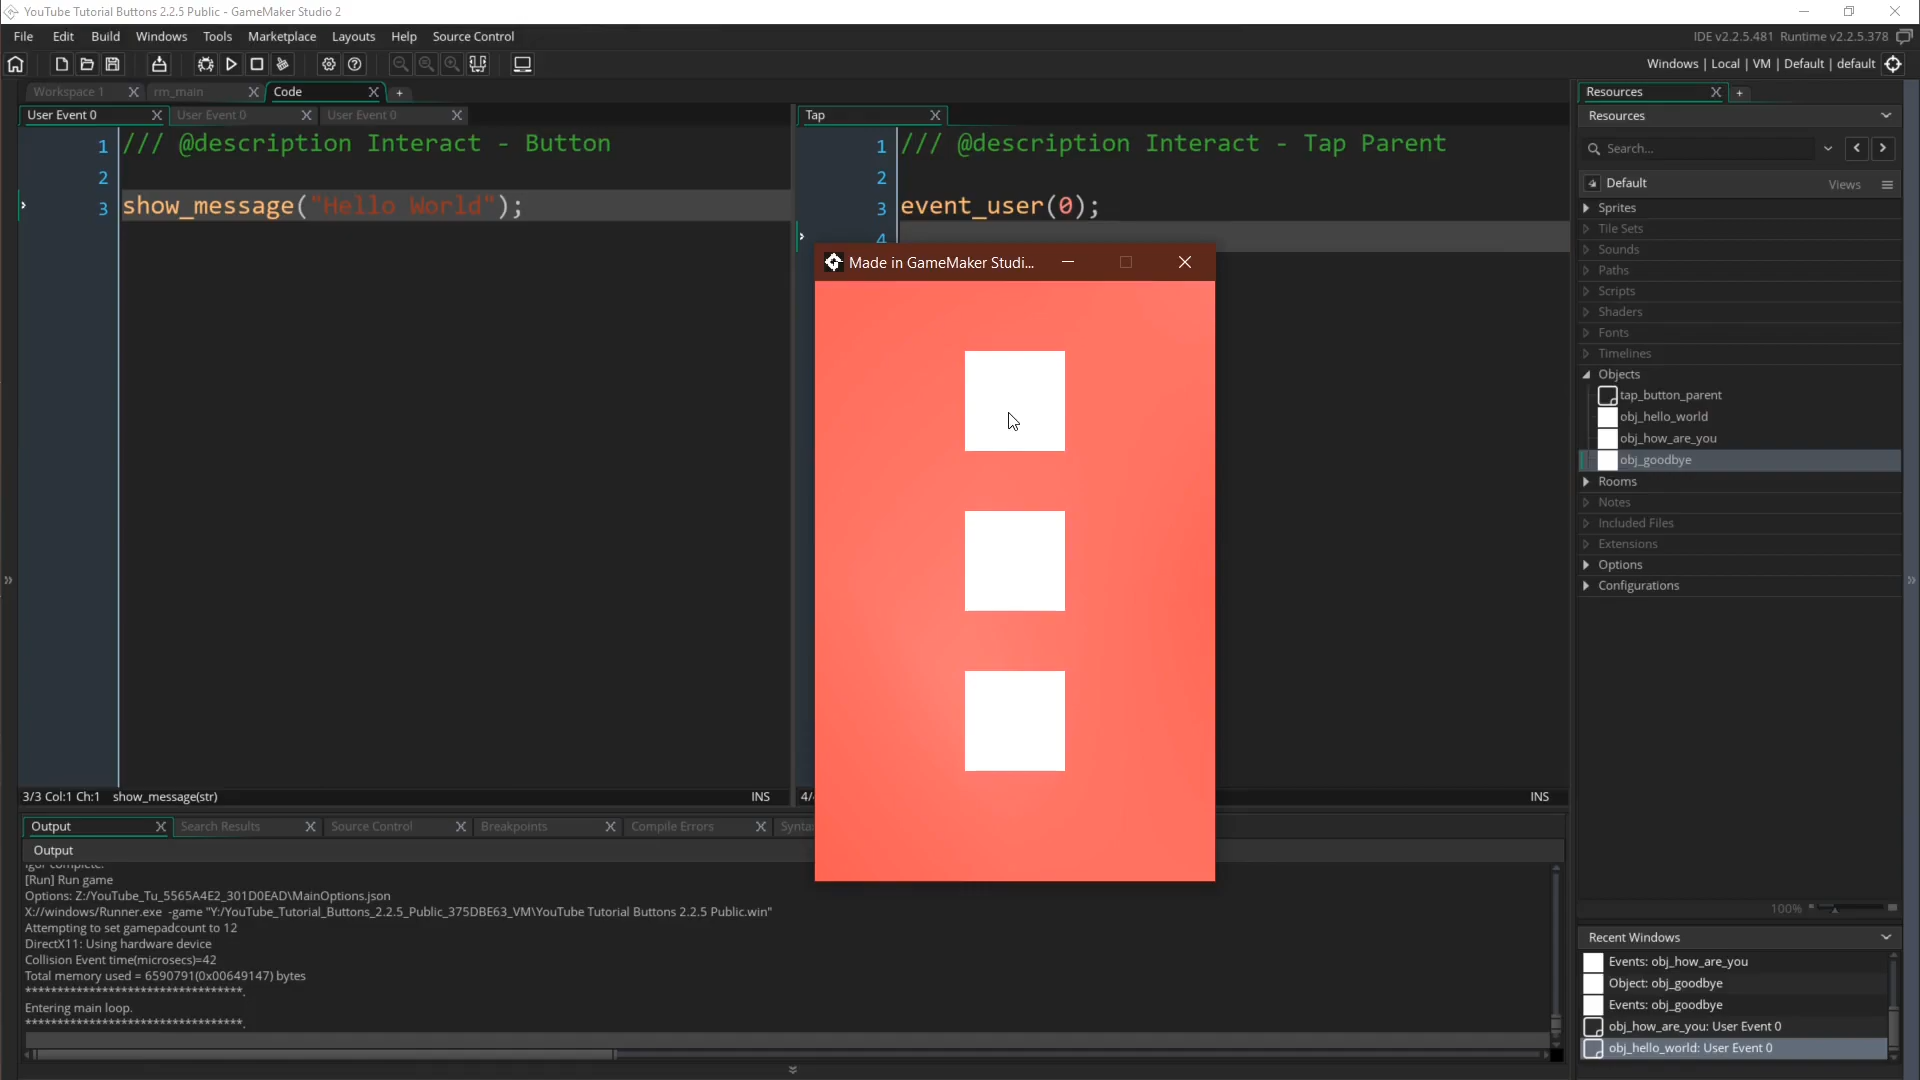 YouTube Tutorial Buttons 2.2.5 Public - GameMaker Studio 2
File Edit Build Windows Tools Marketplace Layouts Help Source Control
IDE v2.2.5.481 Runtime v2.2.5.378
Windows | Local | VM | Default | default
Workspace 1 rm_main Code +
User Event 0 User Event 0 User Event 0
1 /// @description Interact - Button
2
3 show_message("Hello World");
3/3 Col:1 Ch:1 show_message(str) INS
Tap
1 /// @description Interact - Tap Parent
2
3 event_user(0);
4
4/ INS
Made in GameMaker Studi...
Resources +
Resources
Search...
Default Views
Sprites
Tile Sets
Sounds
Paths
Scripts
Shaders
Fonts
Timelines
Objects
tap_button_parent
obj_hello_world
obj_how_are_you
obj_goodbye
Rooms
Notes
Included Files
Extensions
Options
Configurations
100%
Recent Windows
Events: obj_how_are_you
Object: obj_goodbye
Events: obj_goodbye
obj_how_are_you: User Event 0
obj_hello_world: User Event 0
Output Search Results Source Control Breakpoints Compile Errors Synta
Output
Igor complete.
[Run] Run game
Options: Z:/YouTube_Tu_5565A4E2_301D0EAD\MainOptions.json
X://windows/Runner.exe -game "Y:/YouTube_Tutorial_Buttons_2.2.5_Public_375DBE63_VM\YouTube Tutorial Buttons 2.2.5 Public.win"
Attempting to set gamepadcount to 12
DirectX11: Using hardware device
Collision Event time(microsecs)=42
Total memory used = 6590791(0x00649147) bytes
**********************************.
Entering main loop.
**********************************.